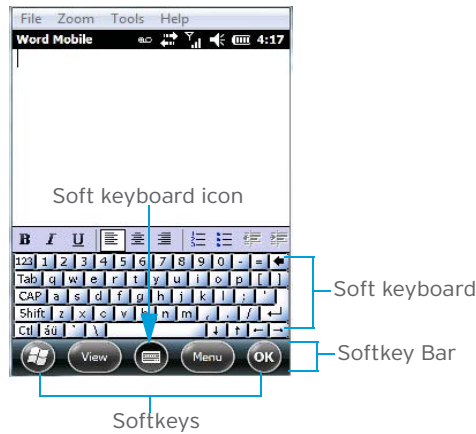 File Zoom Tools Help
Word Mobile 4:17
Soft keyboard icon
B I U
123 1 2 3 4 5 6 7 8 9 0 - =
Tab q w e r t y u i o p [ ]
CAP a s d f g h j k l ; '
Shift z x c v b n m , . /
Ctl áü ` \
Soft keyboard
View Menu OK
Softkey Bar
Softkeys